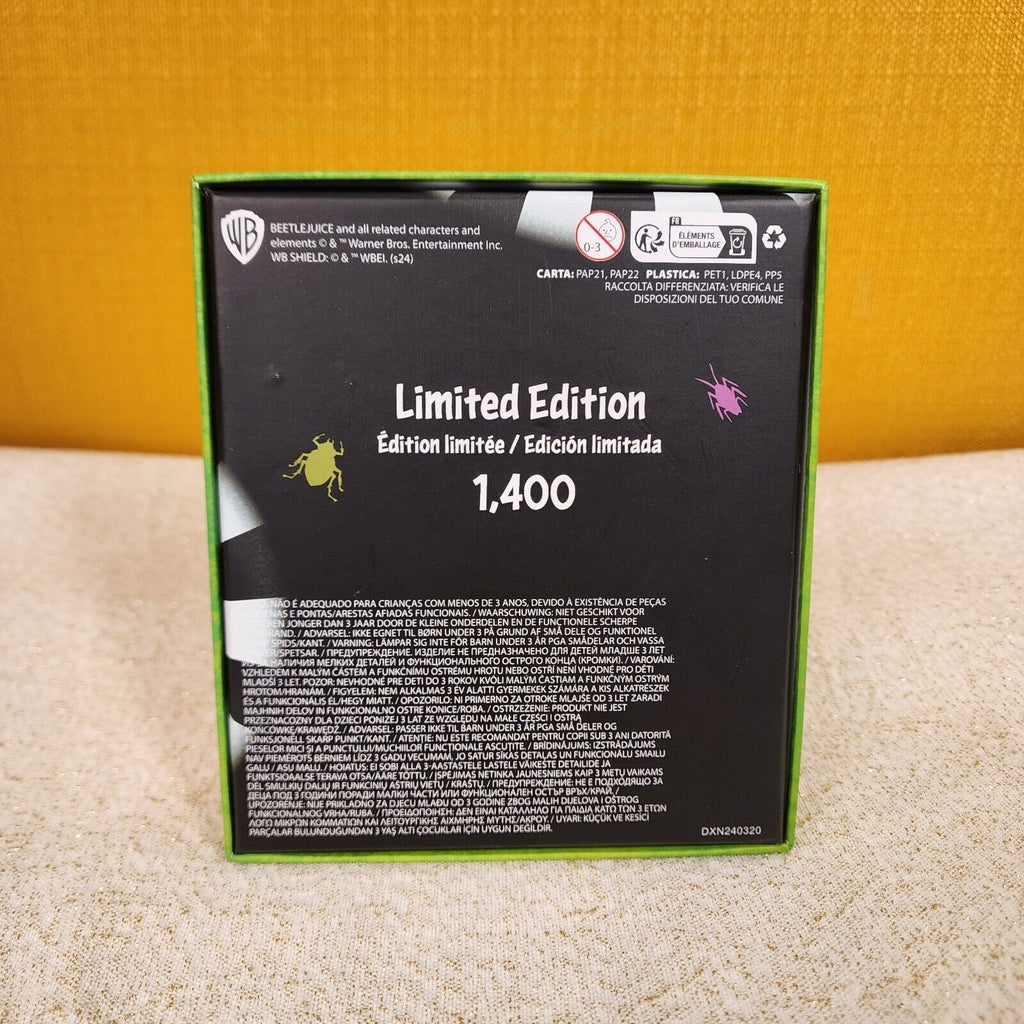 WB
BEETLEJUICE and all related characters and
elements © & ™ Warner Bros. Entertainment Inc.
WB SHIELD: © & ™ WBEI. (s24)
0-3
FR
ÉLÉMENTS
D'EMBALLAGE
CARTA: PAP21, PAP22 PLASTICA: PET1, LDPE4, PP5
RACCOLTA DIFFERENZIATA: VERIFICA LE
DISPOSIZIONI DEL TUO COMUNE
Limited Edition
Édition limitée / Edición limitada
1,400
NÃO É ADEQUADO PARA CRIANÇAS COM MENOS DE 3 ANOS, DEVIDO À EXISTÊNCIA DE PEÇAS
E PONTAS/ARESTAS AFIADAS FUNCIONAIS. / WAARSCHUWING: NIET GESCHIKT VOOR
JONGER DAN 3 JAAR DOOR DE KLEINE ONDERDELEN EN DE FUNCTIONELE SCHERPE
/ ADVARSEL: IKKE EGNET TIL BØRN UNDER 3 PÅ GRUND AF SMÅ DELE OG FUNKTIONEL
SPIDS/KANT. / VARNING: LÄMPAR SIG INTE FÖR BARN UNDER 3 ÅR PGA SMÅDELAR OCH VASSA
/ ПРЕДУПРЕЖДЕНИЕ. ИЗДЕЛИЕ НЕ ПРЕДНАЗНАЧЕНО ДЛЯ ДЕТЕЙ МЛАДШЕ 3 ЛЕТ
ИЗ-ЗА НАЛИЧИЯ МЕЛКИХ ДЕТАЛЕЙ И ФУНКЦИОНАЛЬНОГО ОСТРОГО КОНЦА (КРОМКИ). / VAROVÁNÍ:
VZHLEDEM K MALÝM ČÁSTEM A FUNKČNÍMU OSTRÉMU HROTU NEBO OSTŘÍ NENÍ VHODNÉ PRO DĚTI
MLADŠÍ 3 LET. POZOR: NEVHODNÉ PRE DETI DO 3 ROKOV KVÔLI MALÝM ČASTIAM A FUNKČNÝM OSTRÝM
HROTOM/HRANÁM. / FIGYELEM: NEM ALKALMAS 3 ÉV ALATTI GYERMEKEK SZÁMÁRA A KIS ALKATRÉSZEK
ÉS A FUNKCIONÁLIS ÉL/HEGY MIATT. / OPOZORILO: NI PRIMERNO ZA OTROKE MLAJŠE OD 3 LET ZARADI
MAJHNIH DELOV IN FUNKCIONALNO OSTRE KONICE/ROBA. / OSTRZEŻENIE: PRODUKT NIE JEST
PRZEZNACZONY DLA DZIECI PONIŻEJ 3 LAT ZE WZGLĘDU NA MAŁE CZĘŚCI I OSTRĄ
KOŃCÓWKĘ/KRAWĘDŹ. / ADVARSEL: PASSER IKKE TIL BARN UNDER 3 ÅR PGA SMÅ DELER OG
FUNKSJONELL SKARP PUNKT/KANT. / ATENȚIE: NU ESTE RECOMANDAT PENTRU COPII SUB 3 ANI DATORITĂ
PIESELOR MICI ȘI A PUNCTULUI/MUCHIILOR FUNCȚIONALE ASCUȚITE. / BRĪDINĀJUMS: IZSTRĀDĀJUMS
NAV PIEMĒROTS BĒRNIEM LĪDZ 3 GADU VECUMAM, JO SATUR SĪKAS DETAĻAS UN FUNKCIONĀLU SMAILU
GALU / ASU MALU. / HOIATUS: EI SOBI ALLA 3-AASTASTELE LASTELE VÄIKESTE DETAILIDE JA
FUNKTSIOAALSE TERAVA OTSA/ÄÄRE TÕTTU. / ĮSPĖJIMAS NETINKA JAUNESNIEMS KAIP 3 METŲ VAIKAMS
DĖL SMULKIŲ DALIŲ IR FUNKCINIŲ AŠTRIŲ VIETŲ / KRAŠTŲ. / ПРЕДУПРЕЖДЕНИЕ: НЕ Е ПОДХОДЯЩО ЗА
ДЕЦА ПОД 3 ГОДИНИ ПОРАДИ МАЛКИ ЧАСТИ ИЛИ ФУНКЦИОНАЛЕН ОСТЪР ВРЪХ/КРАЙ. /
UPOZORENJE: NIJE PRIKLADNO ZA DJECU MLAĐU OD 3 GODINE ZBOG MALIH DIJELOVA I OŠTROG
FUNKCIONALNOG VRHA/RUBA. / ΠΡΟΕΙΔΟΠΟΙΗΣΗ: ΔΕΝ ΕΙΝΑΙ ΚΑΤΑΛΛΗΛΟ ΓΙΑ ΠΑΙΔΙΑ ΚΑΤΩ ΤΩΝ 3 ΕΤΩΝ
ΛΟΓΩ ΜΙΚΡΩΝ ΚΟΜΜΑΤΙΩΝ ΚΑΙ ΛΕΙΤΟΥΡΓΙΚΗΣ ΑΙΧΜΗΡΗΣ ΜΥΤΗΣ/ΑΚΡΟΥ. / UYARI: KÜÇÜK VE KESİCİ
PARÇALAR BULUNDUĞUNDAN 3 YAŞ ALTI ÇOCUKLAR İÇİN UYGUN DEĞİLDİR.
DXN240320